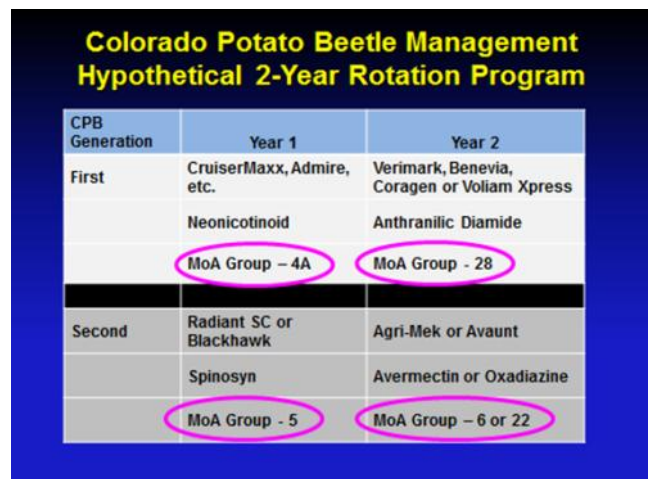 Colorado Potato Beetle Management
Hypothetical 2-Year Rotation Program
CPB
Generation
Year 1
Year 2
First
CruiserMaxx, Admire,
etc.
Verimark, Benevia,
Coragen or Voliam Xpress
Neonicotinoid
Anthranilic Diamide
MoA Group – 4A
MoA Group - 28
Second
Radiant SC or
Blackhawk
Agri-Mek or Avaunt
Spinosyn
Avermectin or Oxadiazine
MoA Group - 5
MoA Group – 6 or 22